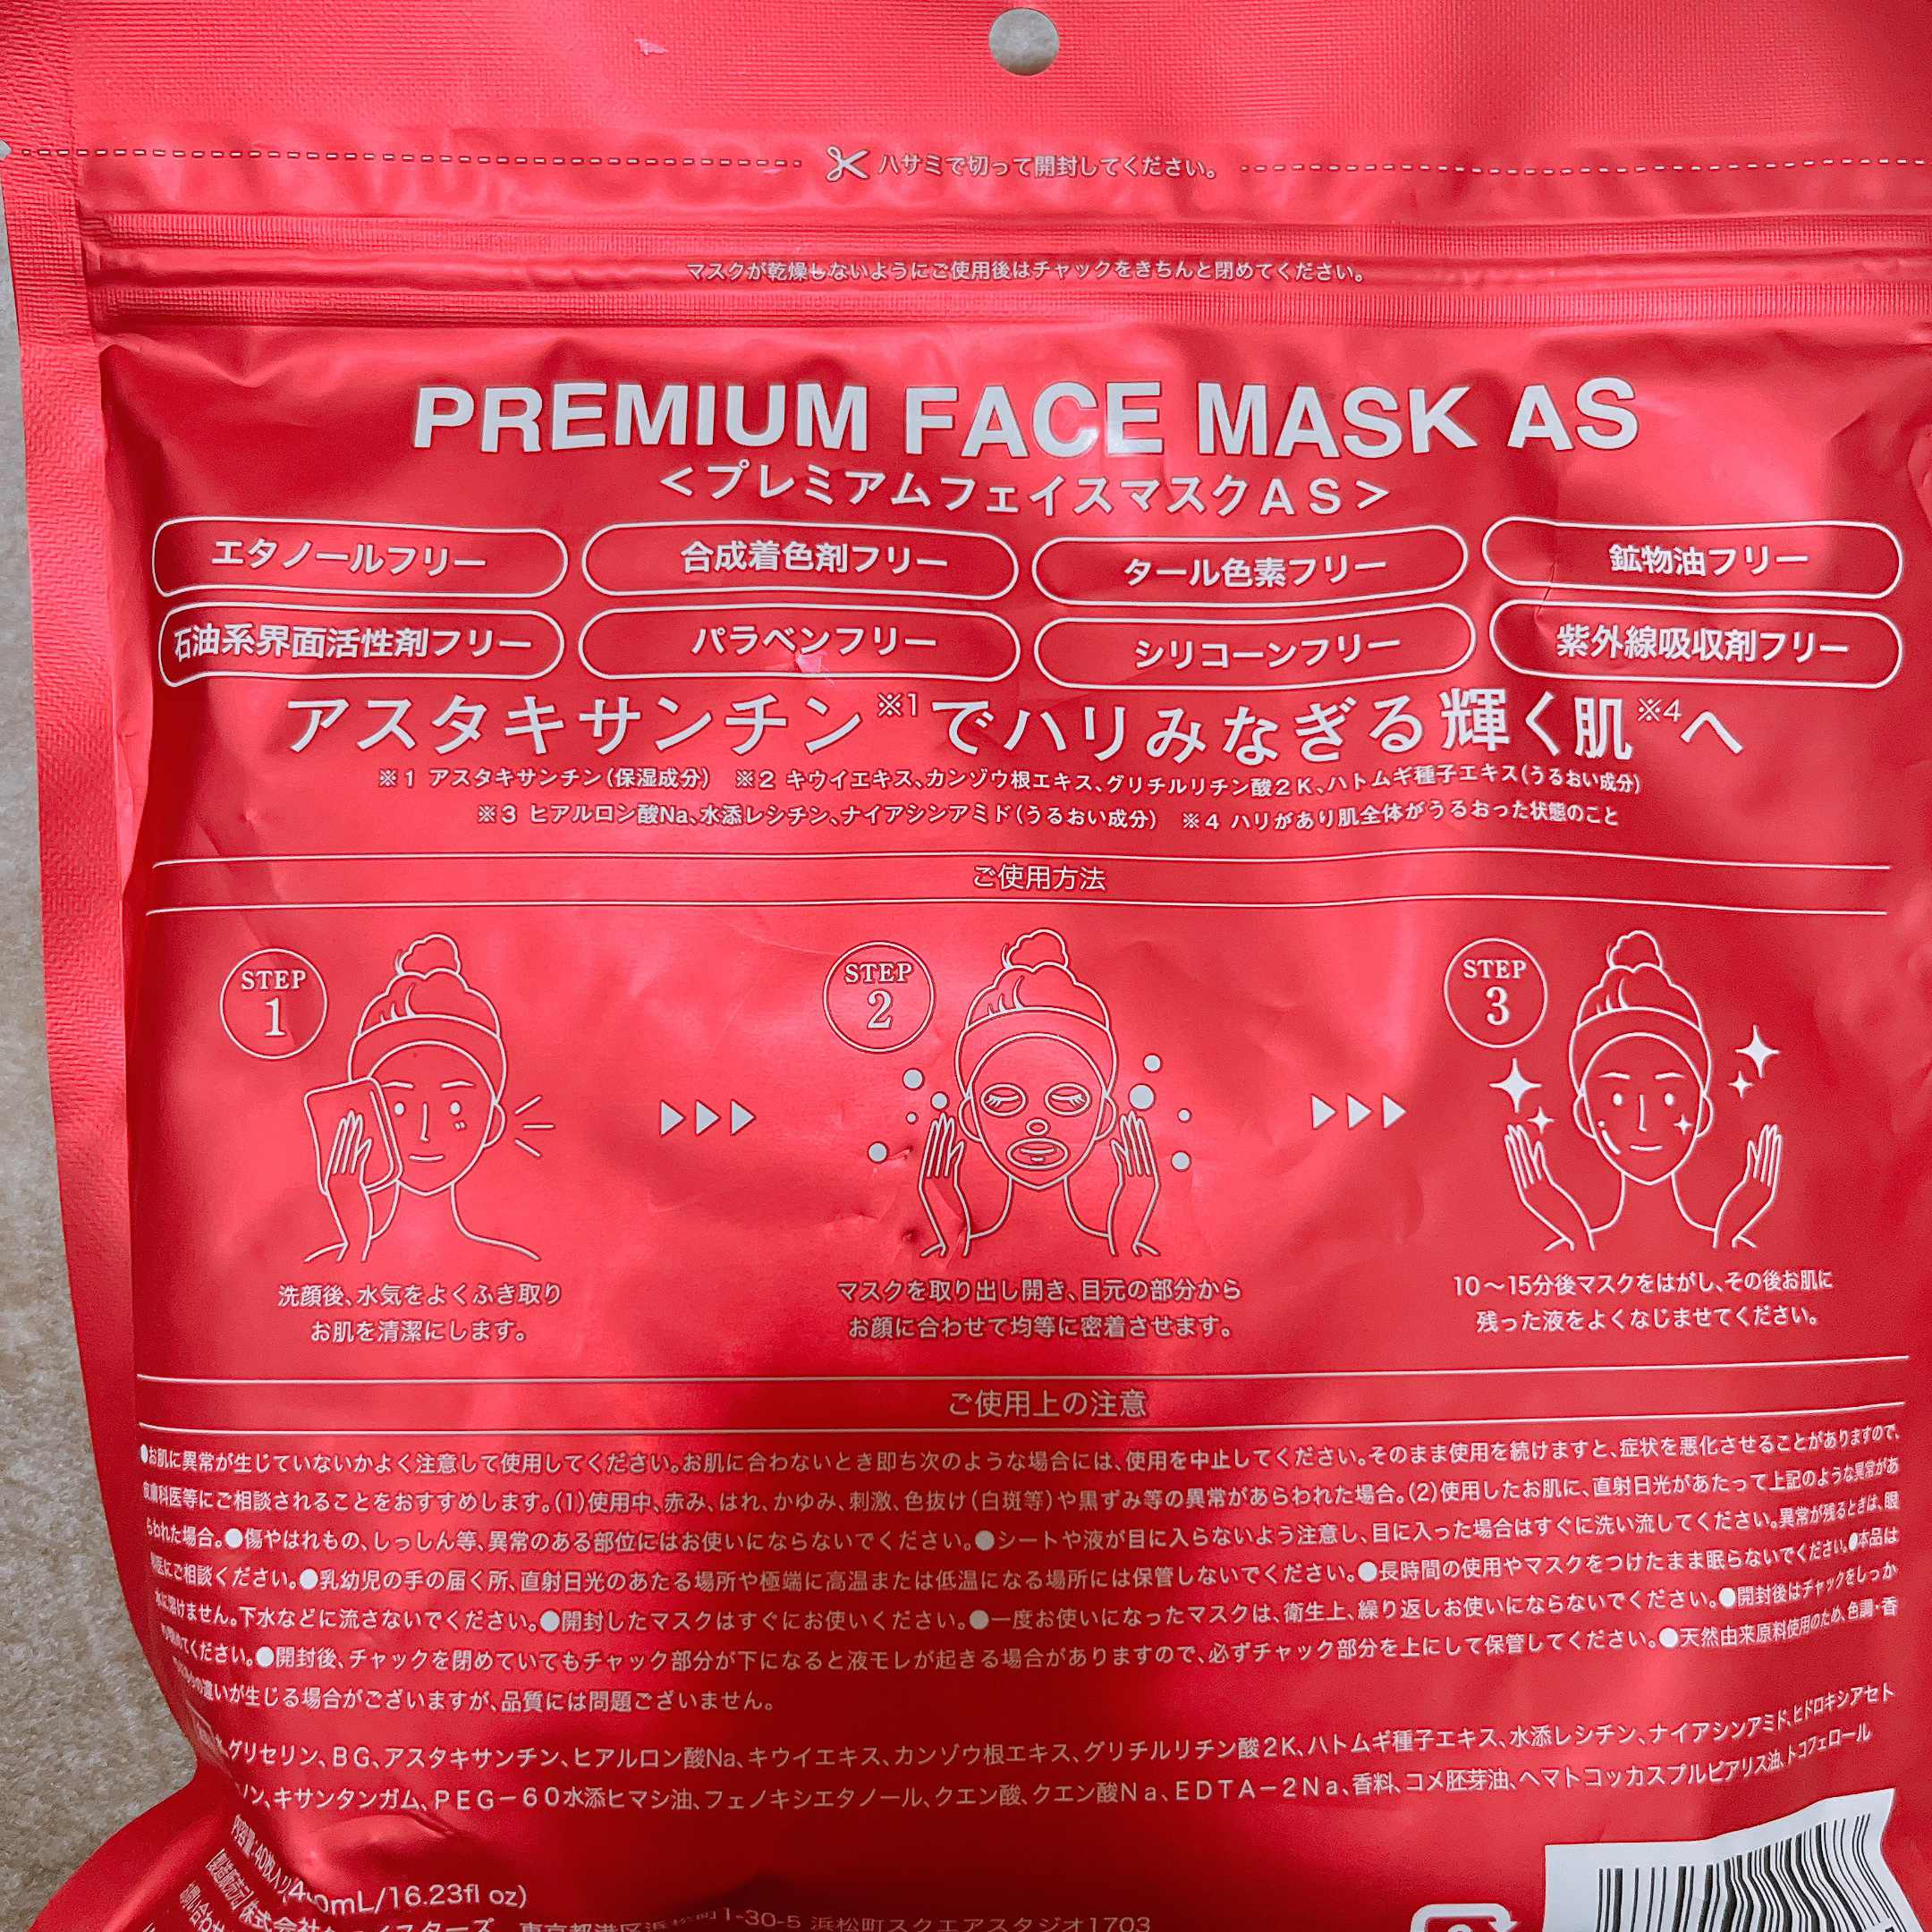 ハサミで切って開封してください。
マスクが乾燥しないようにご使用後はチャックをきちんと閉めてください。
PREMIUM FACE MASK AS
<プレミアムフェイスマスクAS>
エタノールフリー 合成着色剤フリー タール色素フリー 鉱物油フリー
石油系界面活性剤フリー パラベンフリー シリコーンフリー 紫外線吸収剤フリー
アスタキサンチン※1でハリみなぎる輝く肌※4へ
※1 アスタキサンチン(保湿成分) ※2 キウイエキス、カンゾウ根エキス、グリチルリチン酸2K、ハトムギ種子エキス(うるおい成分)
※3 ヒアルロン酸Na、水添レシチン、ナイアシンアミド(うるおい成分) ※4 ハリがあり肌全体がうるおった状態のこと
ご使用方法
STEP
1
洗顔後、水気をよくふき取り
お肌を清潔にします。
STEP
2
マスクを取り出し開き、目元の部分から
お顔に合わせて均等に密着させます。
STEP
3
10〜15分後マスクをはがし、その後お肌に
残った液をよくなじませてください。
ご使用上の注意
●お肌に異常が生じていないかよく注意して使用してください。お肌に合わないとき即ち次のような場合には、使用を中止してください。そのまま使用を続けますと、症状を悪化させることがありますので、
皮膚科医等にご相談されることをおすすめします。(1)使用中、赤み、はれ、かゆみ、刺激、色抜け(白斑等)や黒ずみ等の異常があらわれた場合。(2)使用したお肌に、直射日光があたって上記のような異常があ
らわれた場合。●傷やはれもの、しっしん等、異常のある部位にはお使いにならないでください。●シートや液が目に入らないよう注意し、目に入った場合はすぐに洗い流してください。異常が残るときは、眼
科医にご相談ください。●乳幼児の手の届く所、直射日光のあたる場所や極端に高温または低温になる場所には保管しないでください。●長時間の使用やマスクをつけたまま眠らないでください。●本品は
水に溶けません。下水などに流さないでください。●開封したマスクはすぐにお使いください。●一度お使いになったマスクは、衛生上、繰り返しお使いにならないでください。●開封後はチャックをしっか
り閉めてください。●開封後、チャックを閉めていてもチャック部分が下になると液モレが起きる場合がありますので、必ずチャック部分を上にして保管してください。●天然由来原料使用のため、色調・香
違いが生じる場合がございますが、品質には問題ございません。
グリセリン、BG、アスタキサンチン、ヒアルロン酸Na、キウイエキス、カンゾウ根エキス、グリチルリチン酸2K、ハトムギ種子エキス、水添レシチン、ナイアシンアミド、ヒドロキシアセト
ノン、キサンタンガム、PEG−60水添ヒマシ油、フェノキシエタノール、クエン酸、クエン酸Na、EDTA−2Na、香料、コメ胚芽油、ヘマトコッカスプルビアリス油、トコフェロール
内容量:40枚入り 0mL/16.23fl oz)
株式会社 東京都港区浜松町1-30-5 浜松町スクエアスタジオ1703